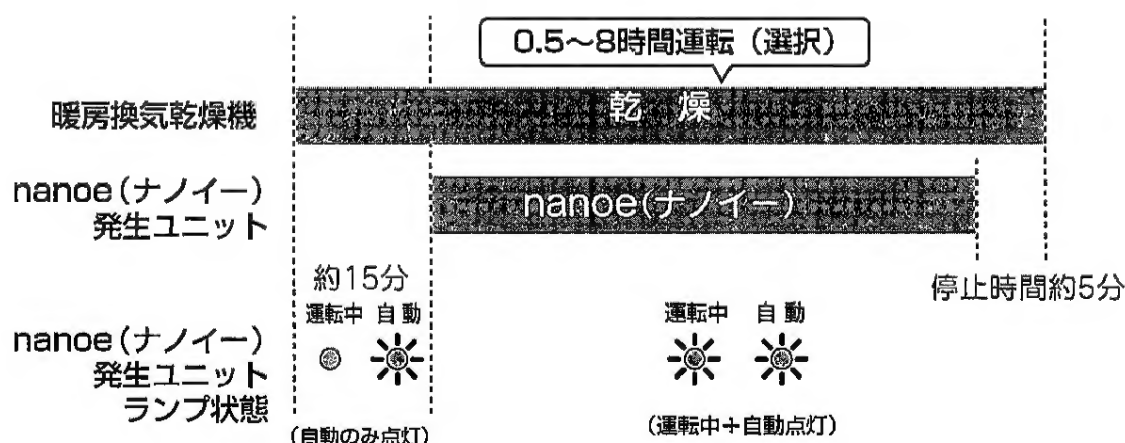 0.5〜8時間運転（選択）
暖房換気乾燥機
乾 燥
nanoe（ナノイー）
発生ユニット
nanoe（ナノイー）
約15分
停止時間約5分
運転中 自動
運転中 自動
nanoe（ナノイー）
発生ユニット
ランプ状態
（自動のみ点灯）
（運転中＋自動点灯）